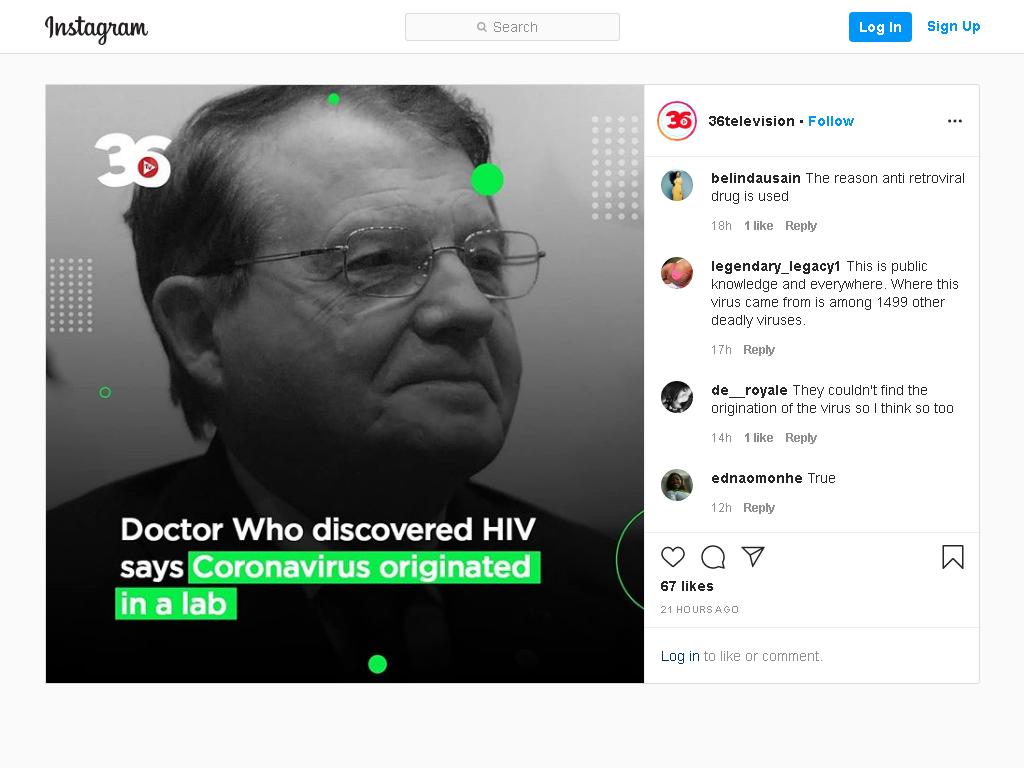 Instagram
Search
Log In
Sign Up
36
TV
Doctor Who discovered HIV
says Coronavirus originated
in a lab
36
36television • Follow
belindausain The reason anti retroviral
drug is used
18h 1 like Reply
legendary_legacy1 This is public
knowledge and everywhere. Where this
virus came from is among 1499 other
deadly viruses.
17h Reply
de__royale They couldn't find the
origination of the virus so I think so too
14h 1 like Reply
ednaomonhe True
12h Reply
67 likes
21 HOURS AGO
Log in to like or comment.